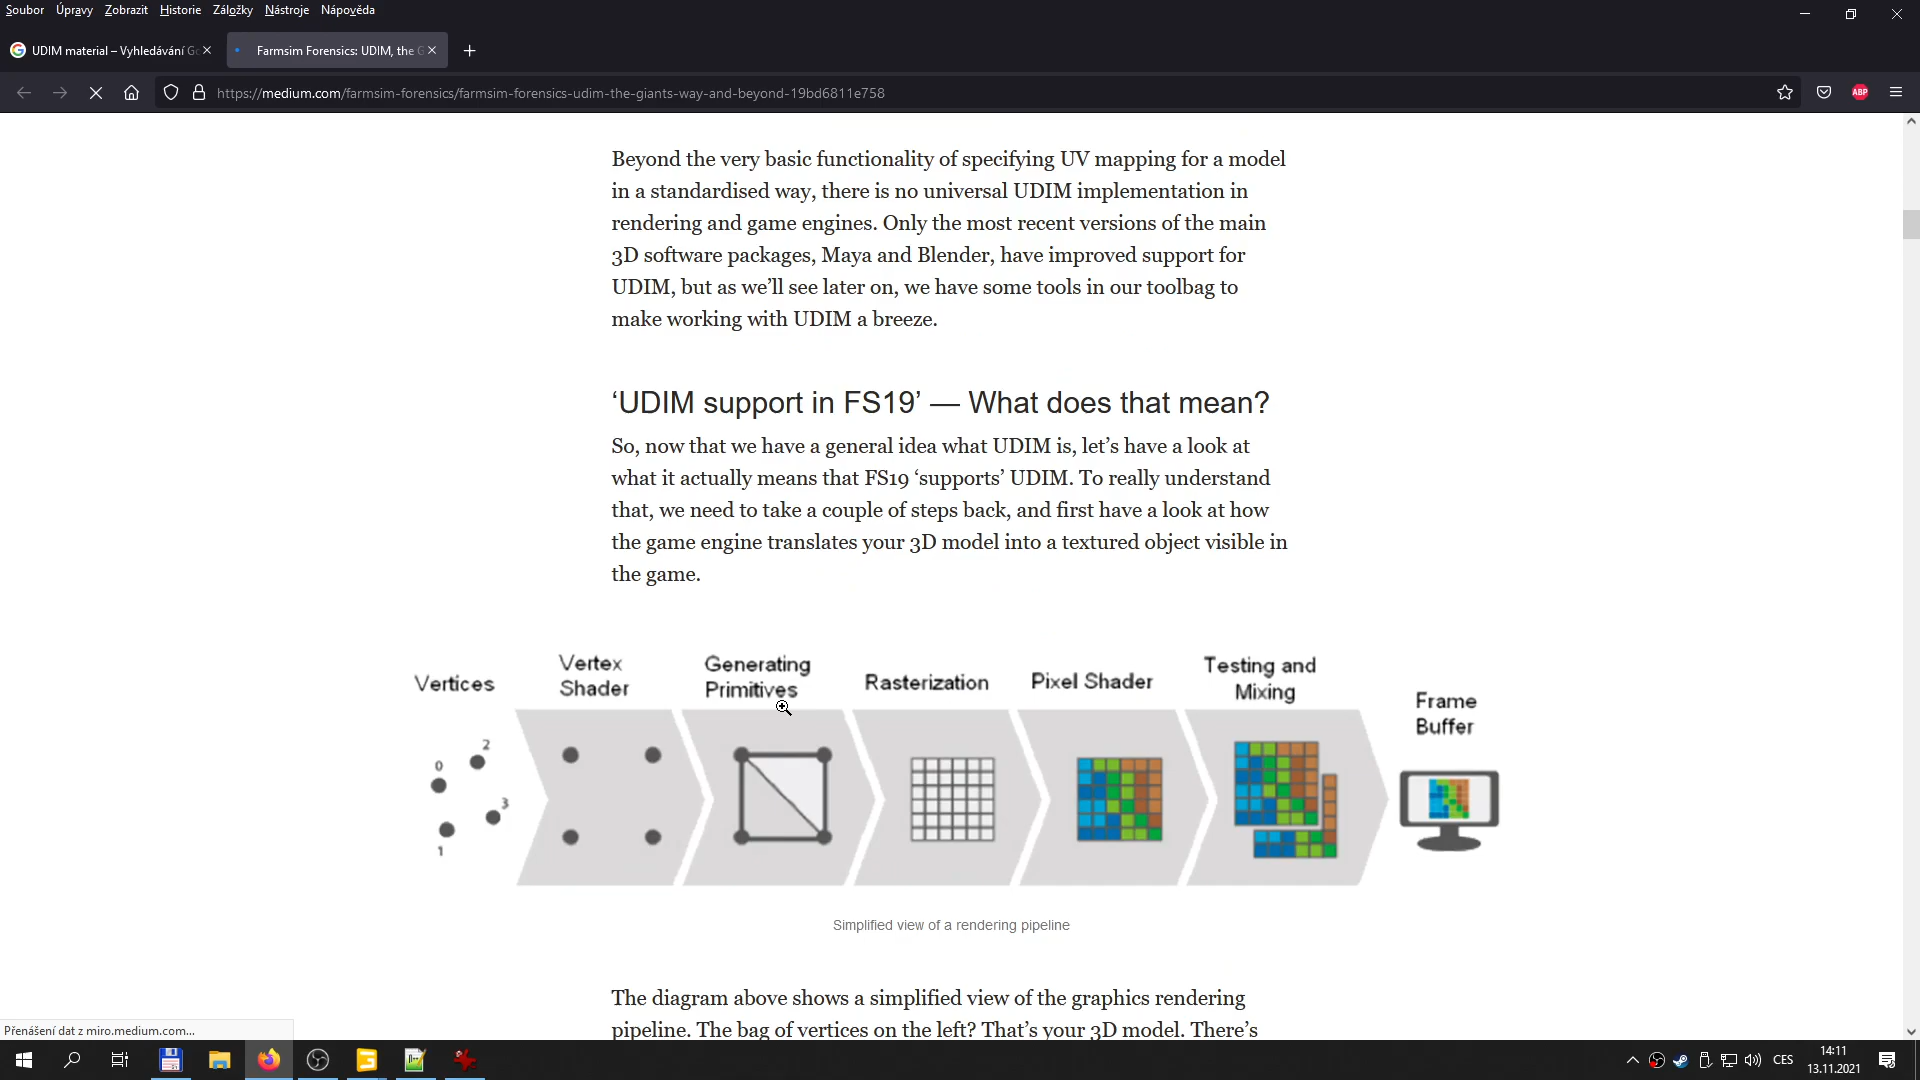 Soubor Úpravy Zobrazit Historie Záložky Nástroje Nápověda
UDIM material – Vyhledávání Go
Farmsim Forensics: UDIM, the G
https://medium.com/farmsim-forensics/farmsim-forensics-udim-the-giants-way-and-beyond-19bd6811e758
ABP
Beyond the very basic functionality of specifying UV mapping for a model
in a standardised way, there is no universal UDIM implementation in
rendering and game engines. Only the most recent versions of the main
3D software packages, Maya and Blender, have improved support for
UDIM, but as we’ll see later on, we have some tools in our toolbag to
make working with UDIM a breeze.
‘UDIM support in FS19’ — What does that mean?
So, now that we have a general idea what UDIM is, let’s have a look at
what it actually means that FS19 ‘supports’ UDIM. To really understand
that, we need to take a couple of steps back, and first have a look at how
the game engine translates your 3D model into a textured object visible in
the game.
Vertices
Vertex
Shader
Generating
Primitives
Rasterization
Pixel Shader
Testing and
Mixing
Frame
Buffer
0
2
3
1
Simplified view of a rendering pipeline
The diagram above shows a simplified view of the graphics rendering
pipeline. The bag of vertices on the left? That’s your 3D model. There’s
Přenášení dat z miro.medium.com...
CES
14:11
13.11.2021